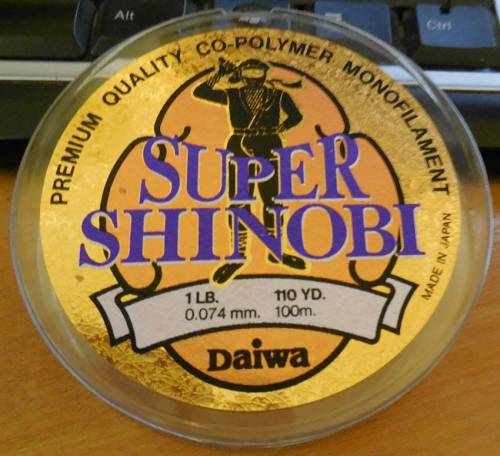 Alt
Ctrl
PREMIUM QUALITY CO-POLYMER MONOFILAMENT
SUPER
SHINOBI
MADE IN JAPAN
1 LB. 110 YD.
0.074 mm. 100m.
Daiwa